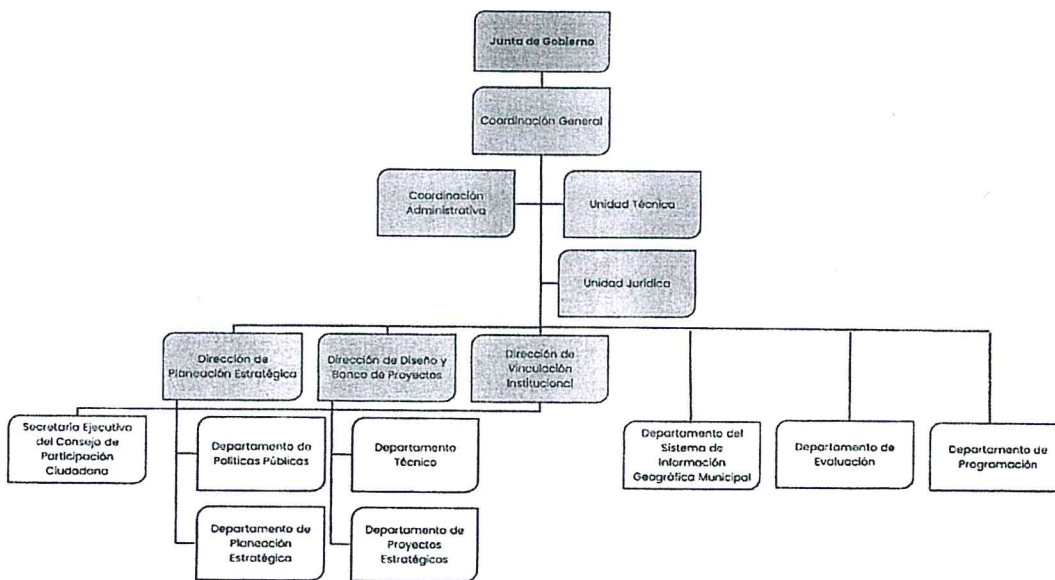 Junta de Gobierno
Coordinación General
Coordinación
Administrativa
Unidad Técnica
Unidad Jurídica
Dirección de
Planeación Estratégica
Dirección de Diseño y
Banco de Proyectos
Dirección de
Vinculación
Institucional
Secretaría Ejecutiva
del Consejo de
Participación
Ciudadana
Departamento de
Políticas Públicas
Departamento
Técnico
Departamento del
Sistema de
Información
Geográfica Municipal
Departamento de
Evaluación
Departamento de
Programación
Departamento de
Planeación
Estratégica
Departamento de
Proyectos
Estratégicos